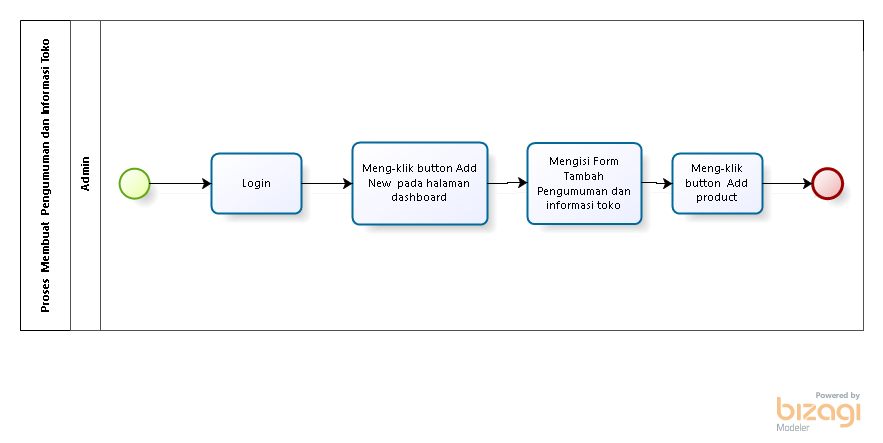 Proses Membuat Pengumuman dan Informasi Toko
Admin
Login
Meng-klik button Add
New pada halaman
dashboard
Mengisi Form
Tambah
Pengumuman dan
informasi toko
Meng-klik
button Add
product
Powered by
bizagi
Modeler